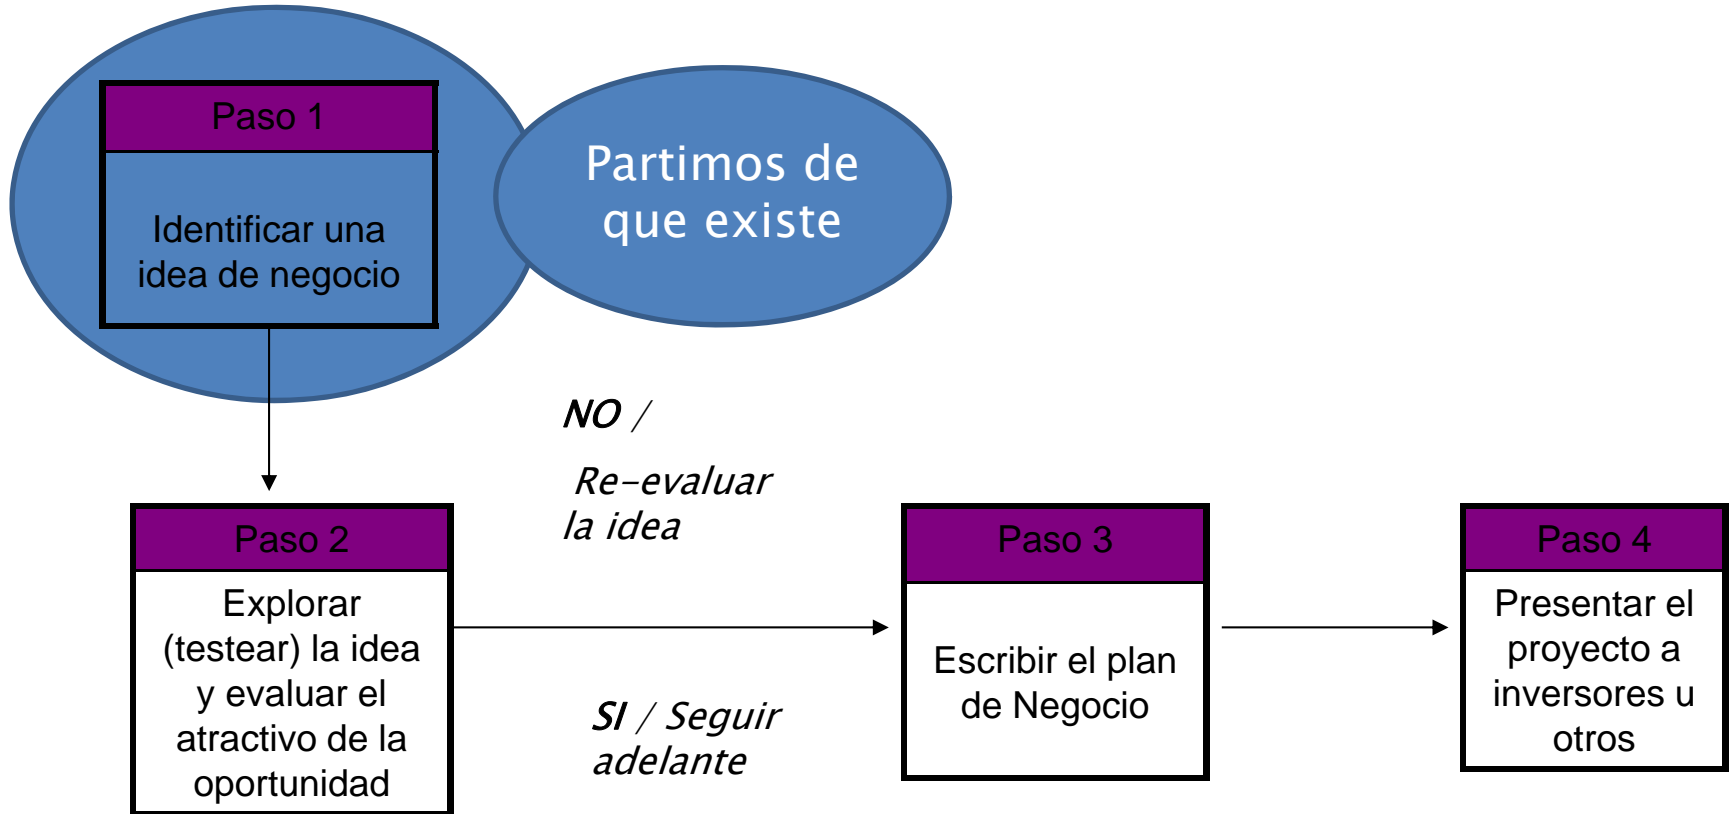 Paso 1
Identificar una
idea de negocio
Partimos de
que existe
NO /
Re-evaluar
la idea
Paso 2
Explorar
(testear) la idea
y evaluar el
atractivo de la
oportunidad
SI / Seguir
adelante
Paso 3
Escribir el plan
de Negocio
Paso 4
Presentar el
proyecto a
inversores u
otros